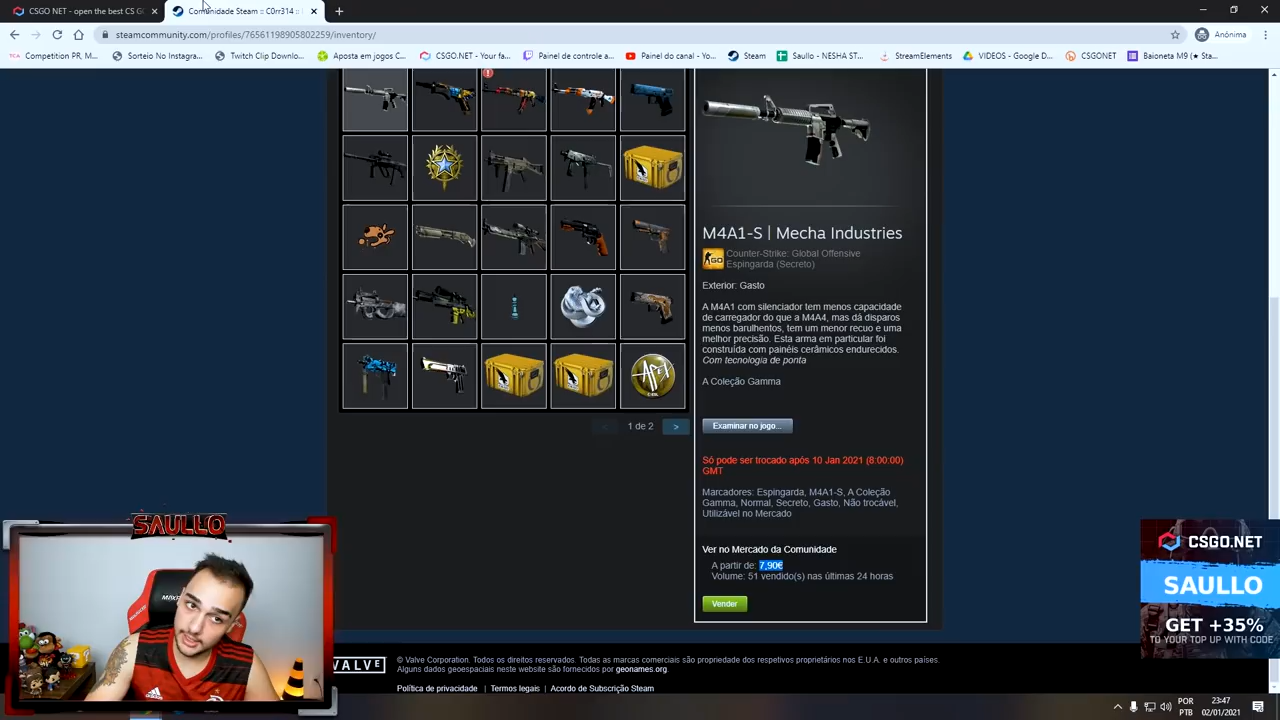 CSGO NET - open the best CS G
Comunidade Steam :: C0rr314 ::
steamcommunity.com/profiles/76561198905802259/inventory/
Anónima
Competition PR, M...
Sorteio No Instagra...
Twitch Clip Downlo...
Aposta em jogos C...
CSGO.NET - Your fa...
Painel de controle a...
Painel do canal - Yo...
Steam
Saullo - NESHA ST...
StreamElements
VIDEOS - Google D...
CSGONET
Baioneta M9 (★ Sta...
M4A1-S | Mecha Industries
Counter-Strike: Global Offensive
Espingarda (Secreto)
Exterior: Gasto
A M4A1 com silenciador tem menos capacidade
de carregador do que a M4A4, mas dá disparos
menos barulhentos, tem um menor recuo e uma
melhor precisão. Esta arma em particular foi
construída com painéis cerâmicos endurecidos.
Com tecnologia de ponta
A Coleção Gamma
1 de 2
>
Examinar no jogo...
Só pode ser trocado após 10 Jan 2021 (8:00:00)
GMT
Marcadores: Espingarda, M4A1-S, A Coleção
Gamma, Normal, Secreto, Gasto, Não trocável,
Utilizável no Mercado
Ver no Mercado da Comunidade
A partir de: 7,90€
Volume: 51 vendido(s) nas últimas 24 horas
Vender
SAULLO
CSGO.NET
SAULLO
GET +35%
TO YOUR TOP UP WITH CODE
VALVE
© Valve Corporation. Todos os direitos reservados. Todas as marcas comerciais são propriedade dos respetivos proprietários nos E.U.A. e outros países.
Alguns dados geoespaciais neste website são fornecidos por geonames.org.
Política de privacidade | Termos legais | Acordo de Subscrição Steam
POR
PTB
23:47
02/01/2021